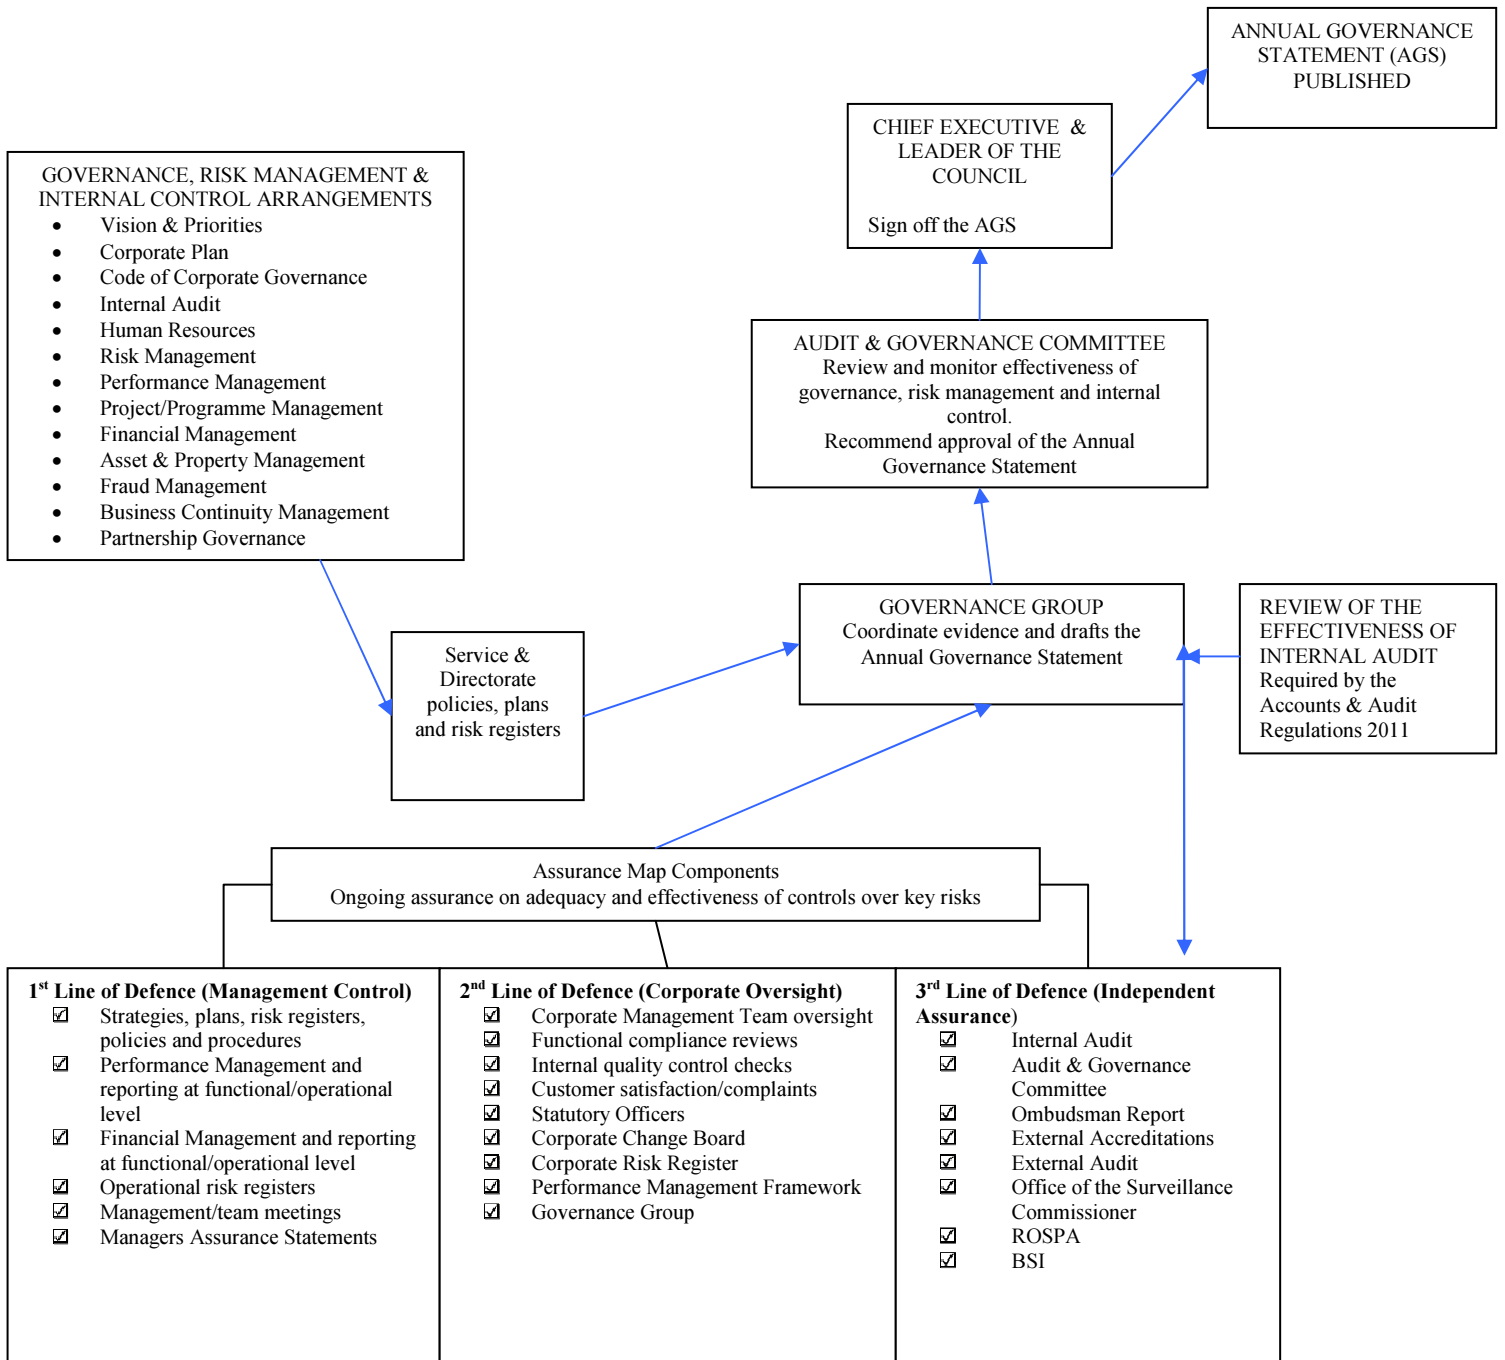 ANNUAL GOVERNANCE
STATEMENT (AGS)
PUBLISHED
CHIEF EXECUTIVE &
LEADER OF THE
COUNCIL
Sign off the AGS
GOVERNANCE, RISK MANAGEMENT &
INTERNAL CONTROL ARRANGEMENTS
• Vision & Priorities
• Corporate Plan
• Code of Corporate Governance
• Internal Audit
• Human Resources
• Risk Management
• Performance Management
• Project/Programme Management
• Financial Management
• Asset & Property Management
• Fraud Management
• Business Continuity Management
• Partnership Governance
AUDIT & GOVERNANCE COMMITTEE
Review and monitor effectiveness of
governance, risk management and internal
control.
Recommend approval of the Annual
Governance Statement
Service &
Directorate
policies, plans
and risk registers
GOVERNANCE GROUP
Coordinate evidence and drafts the
Annual Governance Statement
REVIEW OF THE
EFFECTIVENESS OF
INTERNAL AUDIT
Required by the
Accounts & Audit
Regulations 2011
Assurance Map Components
Ongoing assurance on adequacy and effectiveness of controls over key risks
1st Line of Defence (Management Control)
☑ Strategies, plans, risk registers,
policies and procedures
☑ Performance Management and
reporting at functional/operational
level
☑ Financial Management and reporting
at functional/operational level
☑ Operational risk registers
☑ Management/team meetings
☑ Managers Assurance Statements
2nd Line of Defence (Corporate Oversight)
☑ Corporate Management Team oversight
☑ Functional compliance reviews
☑ Internal quality control checks
☑ Customer satisfaction/complaints
☑ Statutory Officers
☑ Corporate Change Board
☑ Corporate Risk Register
☑ Performance Management Framework
☑ Governance Group
3rd Line of Defence (Independent
Assurance)
☑ Internal Audit
☑ Audit & Governance
Committee
☑ Ombudsman Report
☑ External Accreditations
☑ External Audit
☑ Office of the Surveillance
Commissioner
☑ ROSPA
☑ BSI